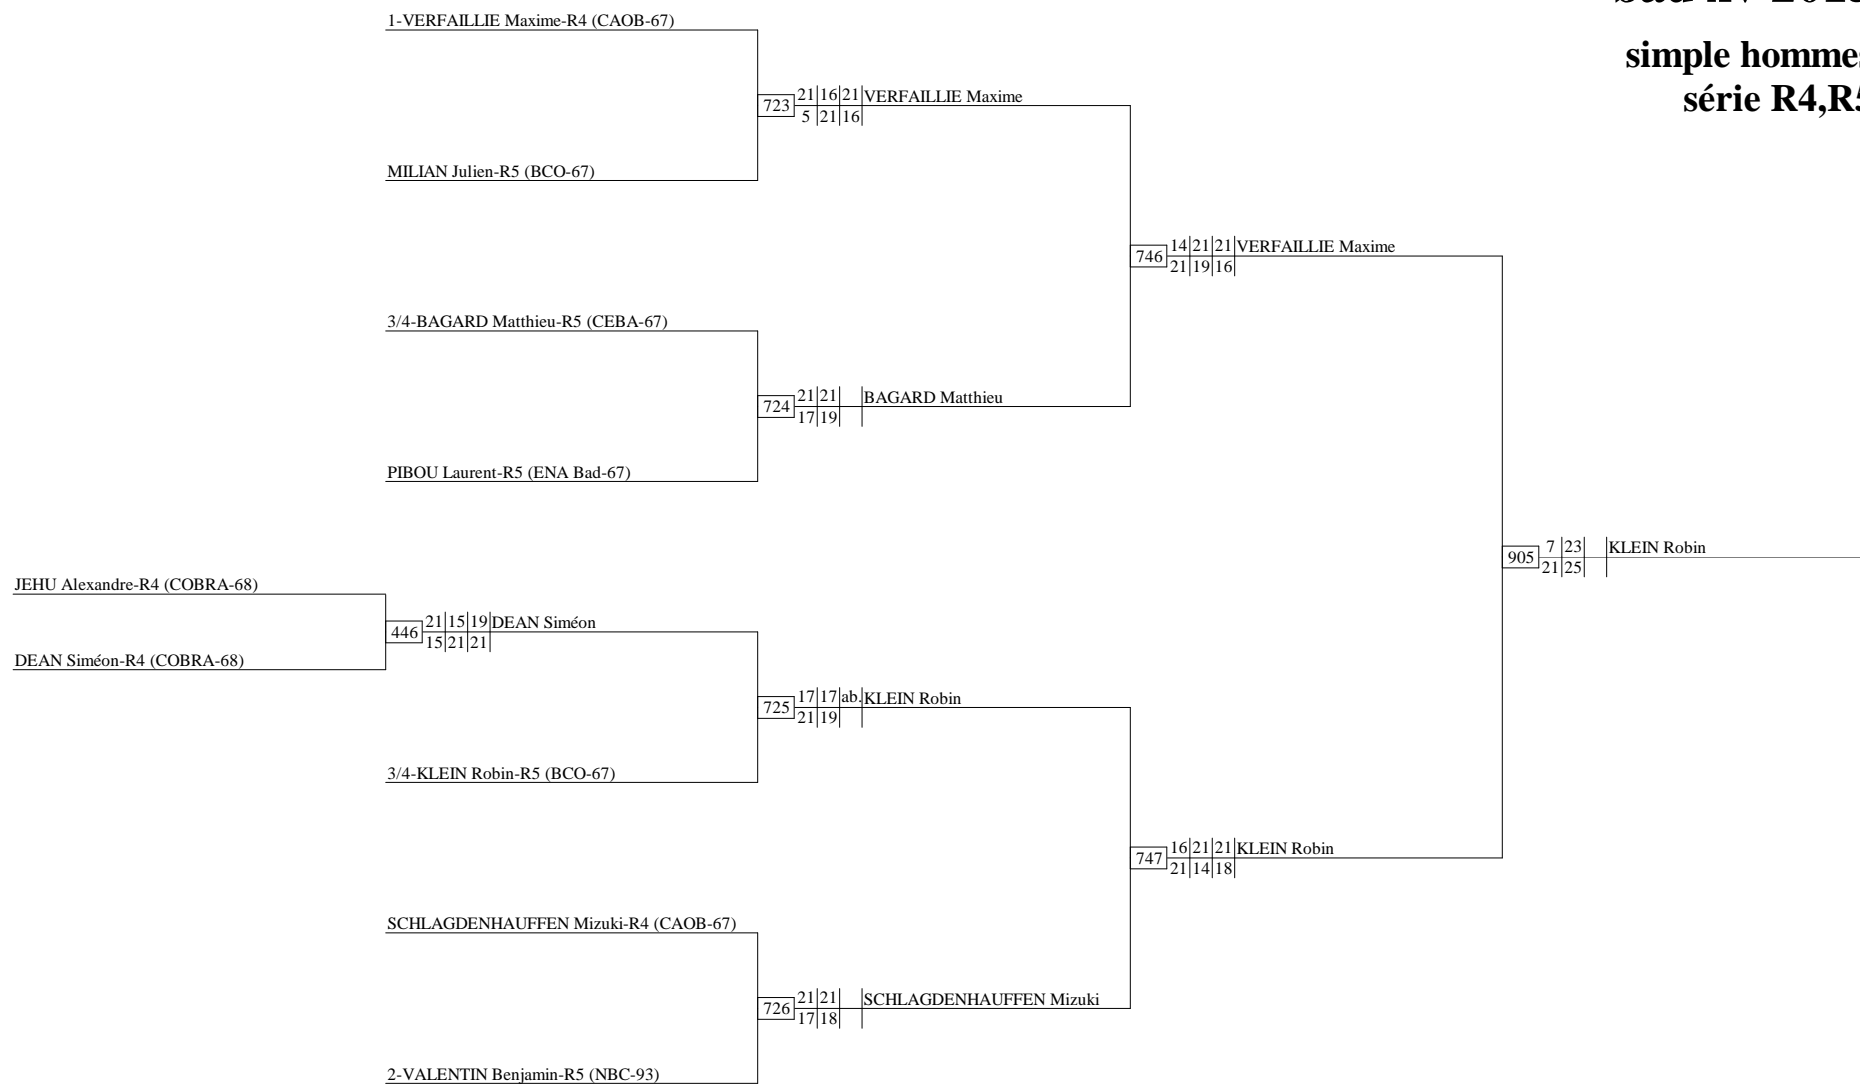 simple hommes
série R4,R5
1-VERFAILLIE Maxime-R4 (CAOB-67)
723 21 16 21 VERFAILLIE Maxime
5 21 16
MILIAN Julien-R5 (BCO-67)
746 14 21 21 VERFAILLIE Maxime
21 19 16
3/4-BAGARD Matthieu-R5 (CEBA-67)
724 21 21 BAGARD Matthieu
17 19
PIBOU Laurent-R5 (ENA Bad-67)
905 7 23 KLEIN Robin
21 25
JEHU Alexandre-R4 (COBRA-68)
446 21 15 19 DEAN Siméon
15 21 21
DEAN Siméon-R4 (COBRA-68)
725 17 17 ab. KLEIN Robin
21 19
3/4-KLEIN Robin-R5 (BCO-67)
747 16 21 21 KLEIN Robin
21 14 18
SCHLAGDENHAUFFEN Mizuki-R4 (CAOB-67)
726 21 21 SCHLAGDENHAUFFEN Mizuki
17 18
2-VALENTIN Benjamin-R5 (NBC-93)